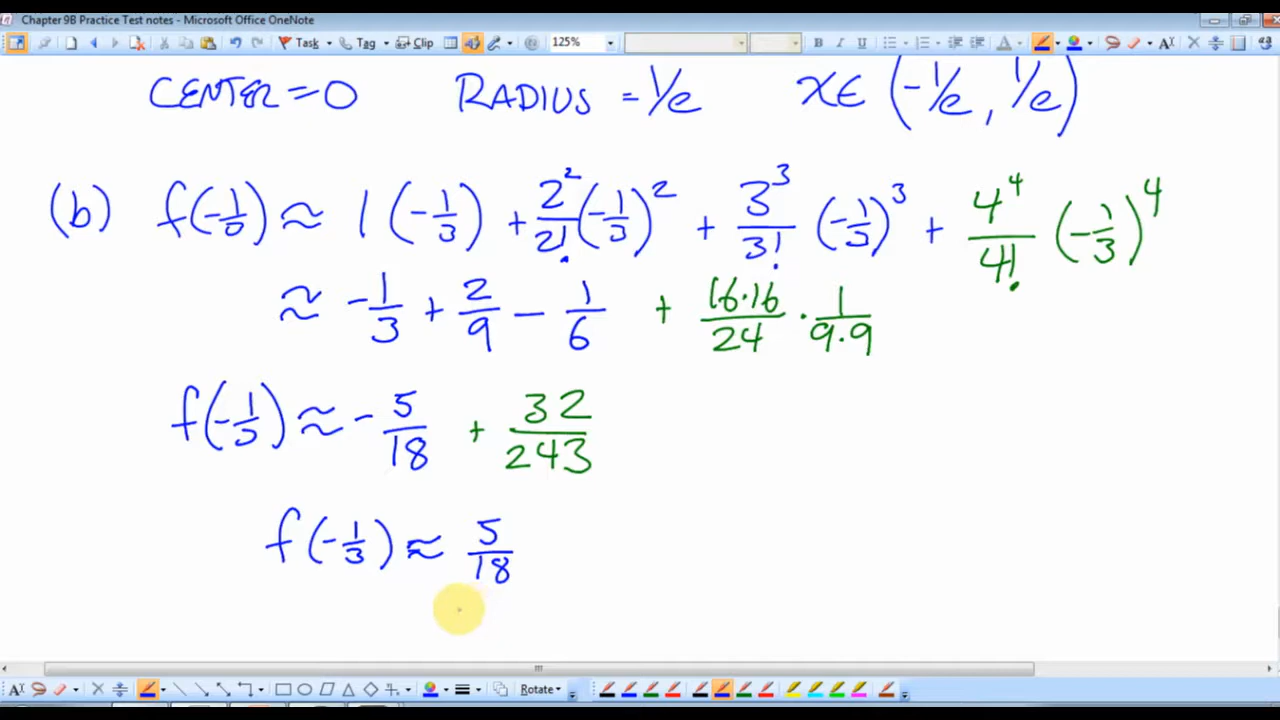 Chapter 9B Practice Test notes - Microsoft Office OneNote
Task Tag Clip 125% B I U
CENTER = 0 RADIUS = 1/e x ∈ (-1/e, 1/e)
(b) f(-1/0) ≈ 1(-1/3) + 2²/2! (-1/3)² + 3³/3! (-1/3)³ + 4⁴/4! (-1/3)⁴
≈ -1/3 + 2/9 - 1/6 + 16·16/24 · 1/9·9
f(-1/3) ≈ -5/18 + 32/243
f(-1/3) ≈ 5/18
Rotate